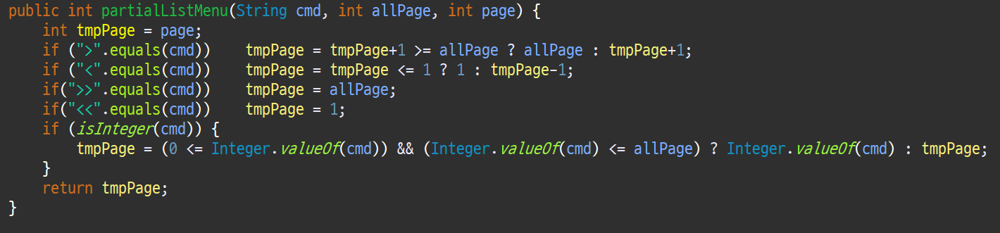 public int partialListMenu(String cmd, int allPage, int page) {
    int tmpPage = page;
    if (">".equals(cmd))    tmpPage = tmpPage+1 >= allPage ? allPage : tmpPage+1;
    if ("<".equals(cmd))    tmpPage = tmpPage <= 1 ? 1 : tmpPage-1;
    if(">>".equals(cmd))    tmpPage = allPage;
    if("<<".equals(cmd))    tmpPage = 1;
    if (isInteger(cmd)) {
        tmpPage = (0 <= Integer.valueOf(cmd)) && (Integer.valueOf(cmd) <= allPage) ? Integer.valueOf(cmd) : tmpPage;
    }
    return tmpPage;
}